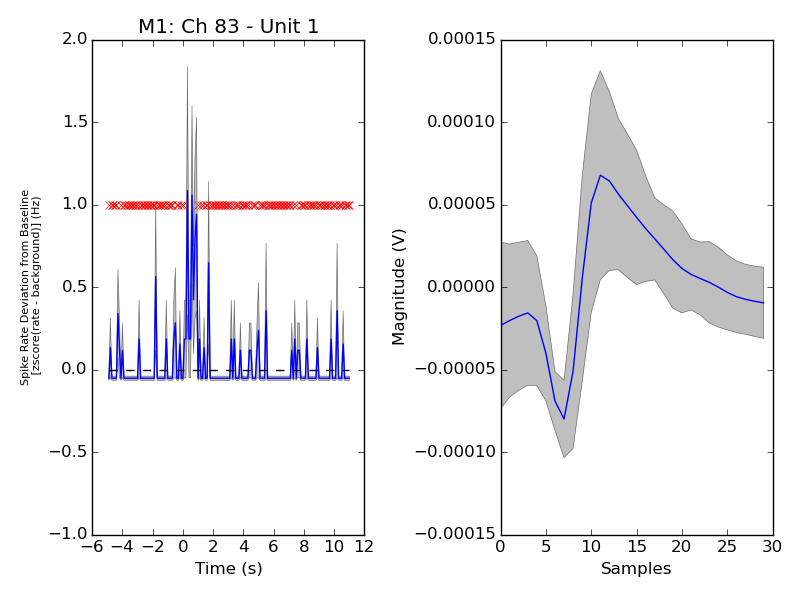 M1: Ch 83 - Unit 1
2.0
1.5
1.0
0.5
0.0
−0.5
−1.0
Spike Rate Deviation from Baseline
[zscore(rate - background)] (Hz)
−6 −4 −2 0 2 4 6 8 10 12
Time (s)
0.00015
0.00010
0.00005
0.00000
−0.00005
−0.00010
−0.00015
Magnitude (V)
0 5 10 15 20 25 30
Samples